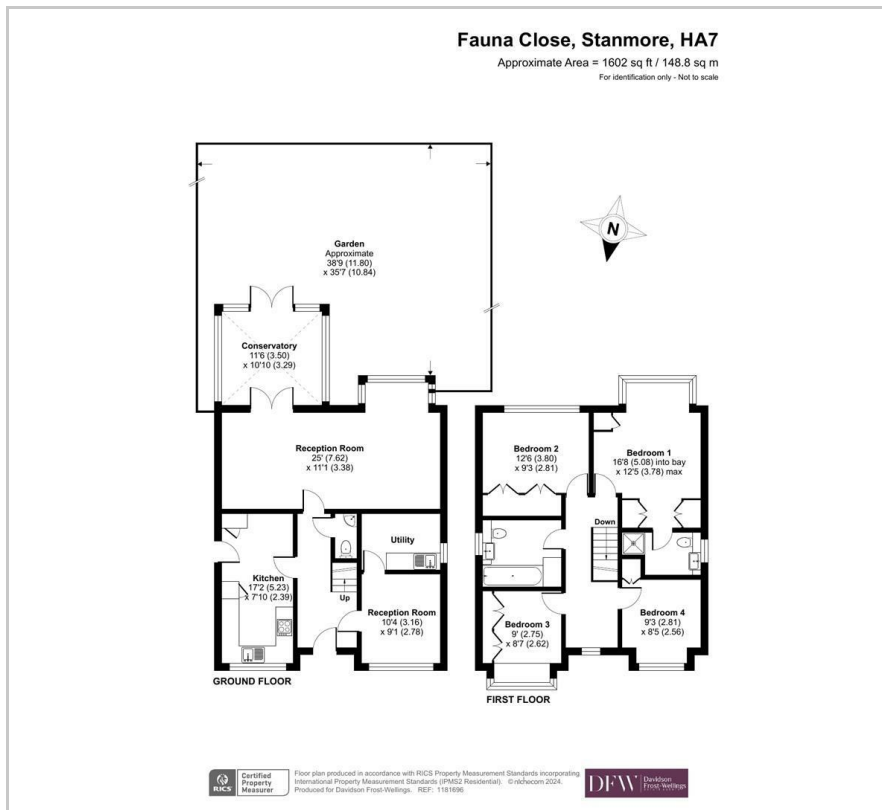 Fauna Close, Stanmore, HA7
Approximate Area = 1602 sq ft / 148.8 sq m
For identification only - Not to scale
N
Garden
Approximate
38'9 (11.80)
x 35'7 (10.84)
Conservatory
11'6 (3.50)
x 10'10 (3.29)
Reception Room
25' (7.62)
x 11'1 (3.38)
Utility
Kitchen
17'2 (5.23)
x 7'10 (2.39)
Up
Reception Room
10'4 (3.16)
x 9'1 (2.78)
GROUND FLOOR
Bedroom 2
12'6 (3.80)
x 9'3 (2.81)
Bedroom 1
16'8 (5.08) into bay
x 12'5 (3.78) max
Down
Bedroom 3
9' (2.75)
x 8'7 (2.62)
Bedroom 4
9'3 (2.81)
x 8'5 (2.56)
FIRST FLOOR
RICS
Certified
Property
Measurer
Floor plan produced in accordance with RICS Property Measurement Standards incorporating
International Property Measurement Standards (IPMS2 Residential). © nichecom 2024.
Produced for Davidson Frost-Wellings. REF: 1181696
DFW
Davidson
Frost-Wellings